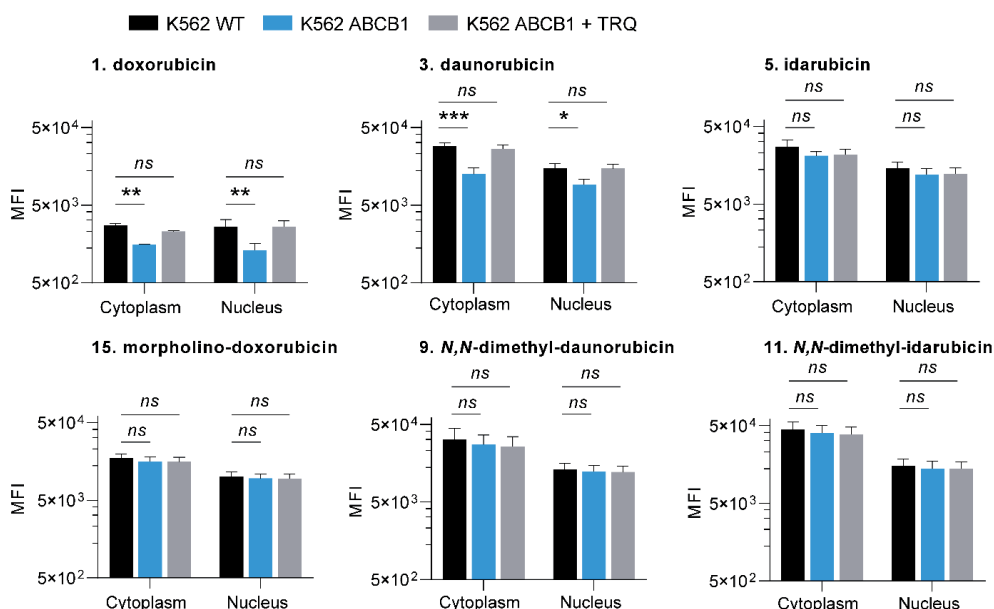 K562 WT K562 ABCB1 K562 ABCB1 + TRQ
1. doxorubicin
MFI
5×10⁴
5×10³
5×10²
ns
**
ns
**
Cytoplasm Nucleus
3. daunorubicin
MFI
5×10⁴
5×10³
5×10²
ns
***
ns
*
Cytoplasm Nucleus
5. idarubicin
MFI
5×10⁴
5×10³
5×10²
ns
ns
ns
ns
Cytoplasm Nucleus
15. morpholino-doxorubicin
MFI
5×10⁴
5×10³
5×10²
ns
ns
ns
ns
Cytoplasm Nucleus
9. N,N-dimethyl-daunorubicin
MFI
5×10⁴
5×10³
5×10²
ns
ns
ns
ns
Cytoplasm Nucleus
11. N,N-dimethyl-idarubicin
MFI
5×10⁴
5×10³
5×10²
ns
ns
ns
ns
Cytoplasm Nucleus